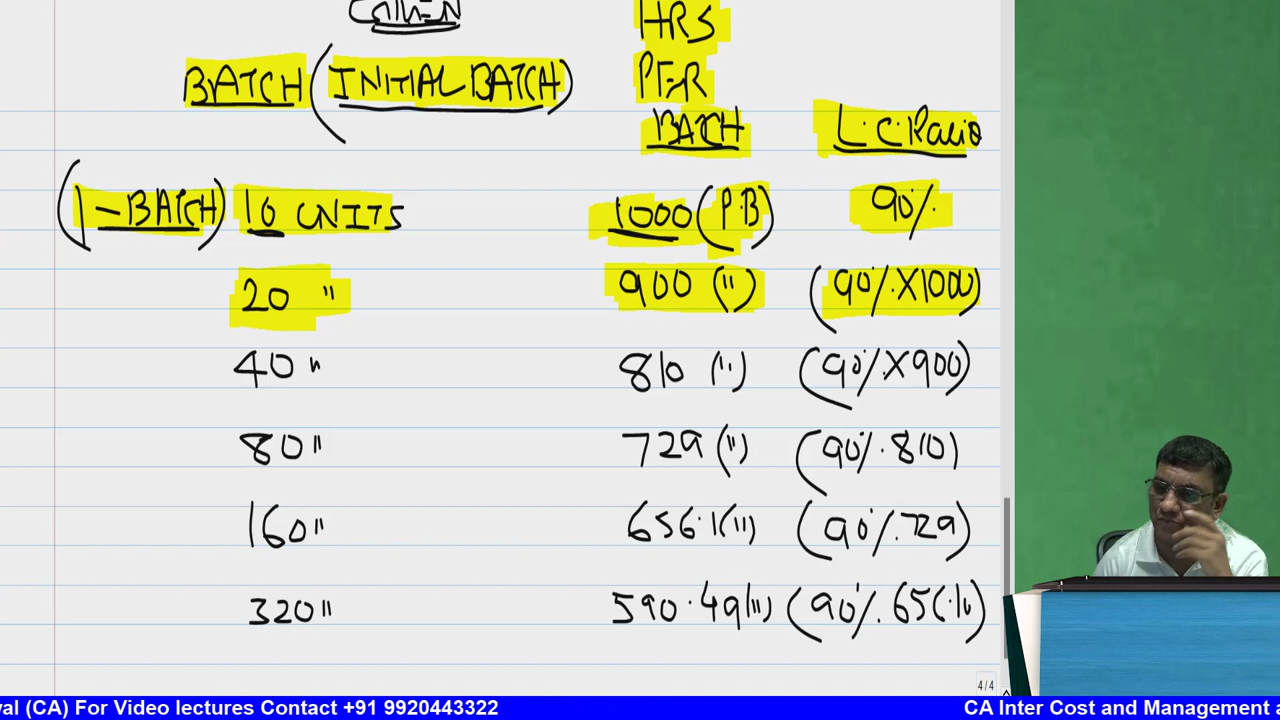 HRS
BATCH (INITIAL BATCH) PER
BATCH L.C.Ratio
(1-BATCH) 10 UNITS 1000 (P.B) 90%
20 " 900 (") (90% X 1000)
40 " 810 (") (90% X 900)
80 " 729 (") (90%. 810)
160 " 656.1 (") (90%. 729)
320 " 590.49 (") (90%. 656.10)
4/4
val (CA) For Video lectures Contact +91 9920443322 CA Inter Cost and Management a